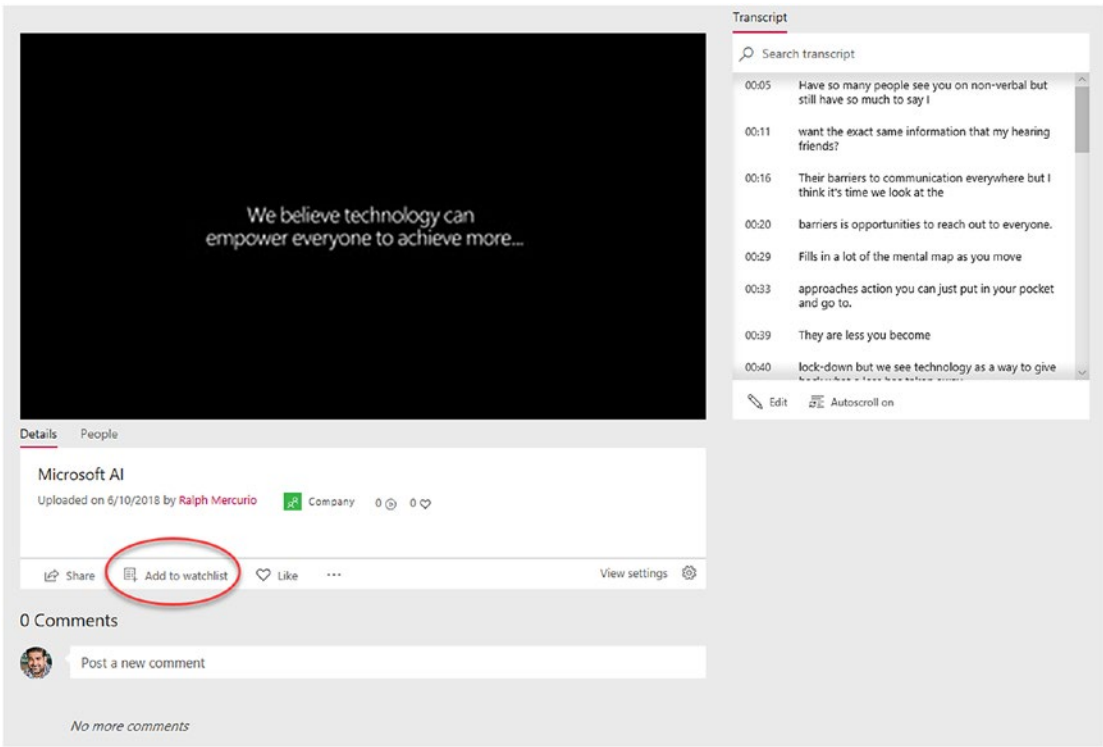 We believe technology can
empower everyone to achieve more...
Transcript
Search transcript
00:05 Have so many people see you on non-verbal but
still have so much to say I
00:11 want the exact same information that my hearing
friends?
00:16 Their barriers to communication everywhere but I
think it's time we look at the
00:20 barriers is opportunities to reach out to everyone.
00:29 Fills in a lot of the mental map as you move
00:33 approaches action you can just put in your pocket
and go to.
00:39 They are less you become
00:40 lock-down but we see technology as a way to give
Edit Autoscroll on
Details People
Microsoft AI
Uploaded on 6/10/2018 by Ralph Mercurio Company 0 0
Share Add to watchlist Like ... View settings
0 Comments
Post a new comment
No more comments